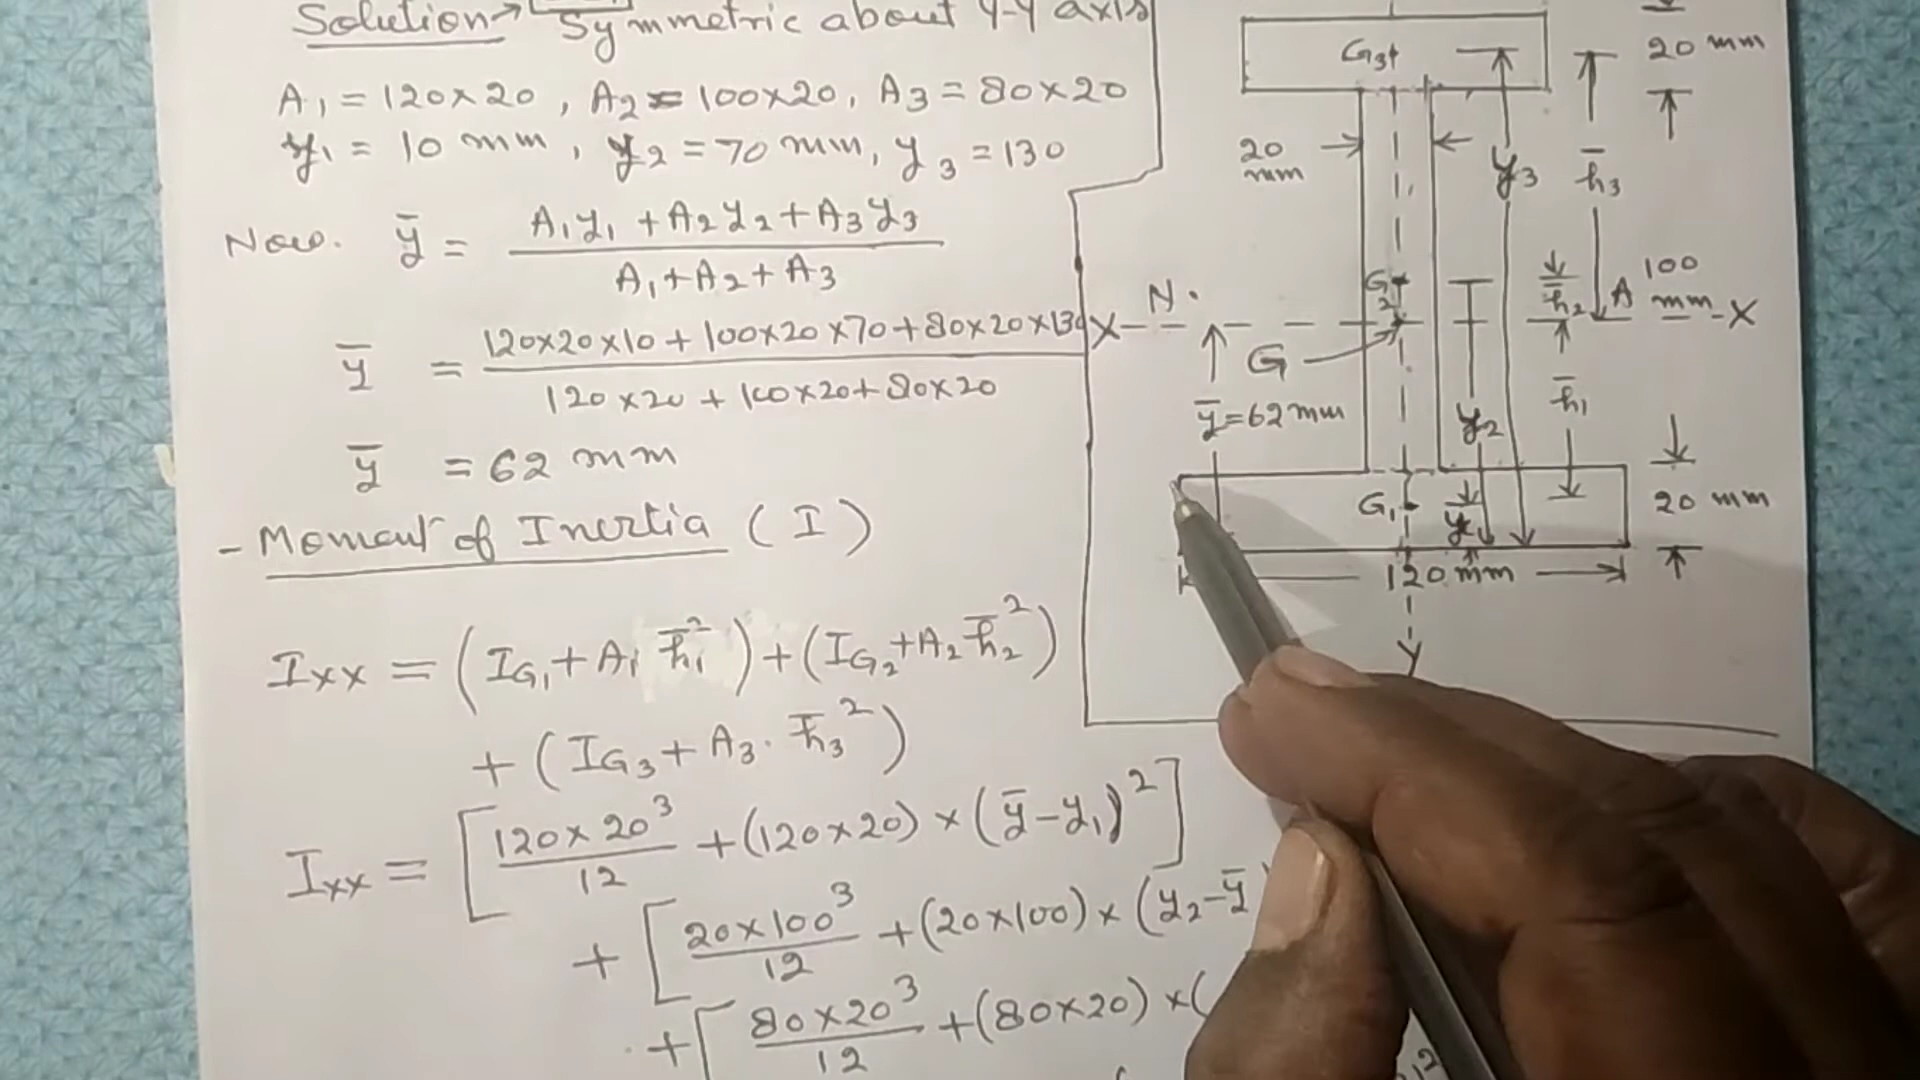 Solution → Symmetric about Y-Y axis
A₁ = 120×20, A₂ = 100×20, A₃ = 80×20
y₁ = 10 mm, y₂ = 70 mm, y₃ = 130
Now. ȳ = A₁y₁ + A₂y₂ + A₃y₃
A₁ + A₂ + A₃
ȳ = 120×20×10 + 100×20×70 + 80×20×130
120×20 + 100×20 + 80×20
ȳ = 62 mm
- Moment of Inertia (I)
Ixx = (IG₁ + A₁ h̄₁²) + (IG₂ + A₂ h̄₂²)
+ (IG₃ + A₃. h̄₃²)
Ixx = [120×20³/12 + (120×20) × (ȳ - y₁)²]
+ [20×100³/12 + (20×100) × (y₂ - ȳ
+ [80×20³/12 + (80×20) × (
G₃
20 mm
20 mm
y₃
h̄₃
G₂
h̄₂
A
100 mm
X
N.
X
G
ȳ = 62 mm
y₂
h̄₁
G₁
y₁
20 mm
120 mm
Y